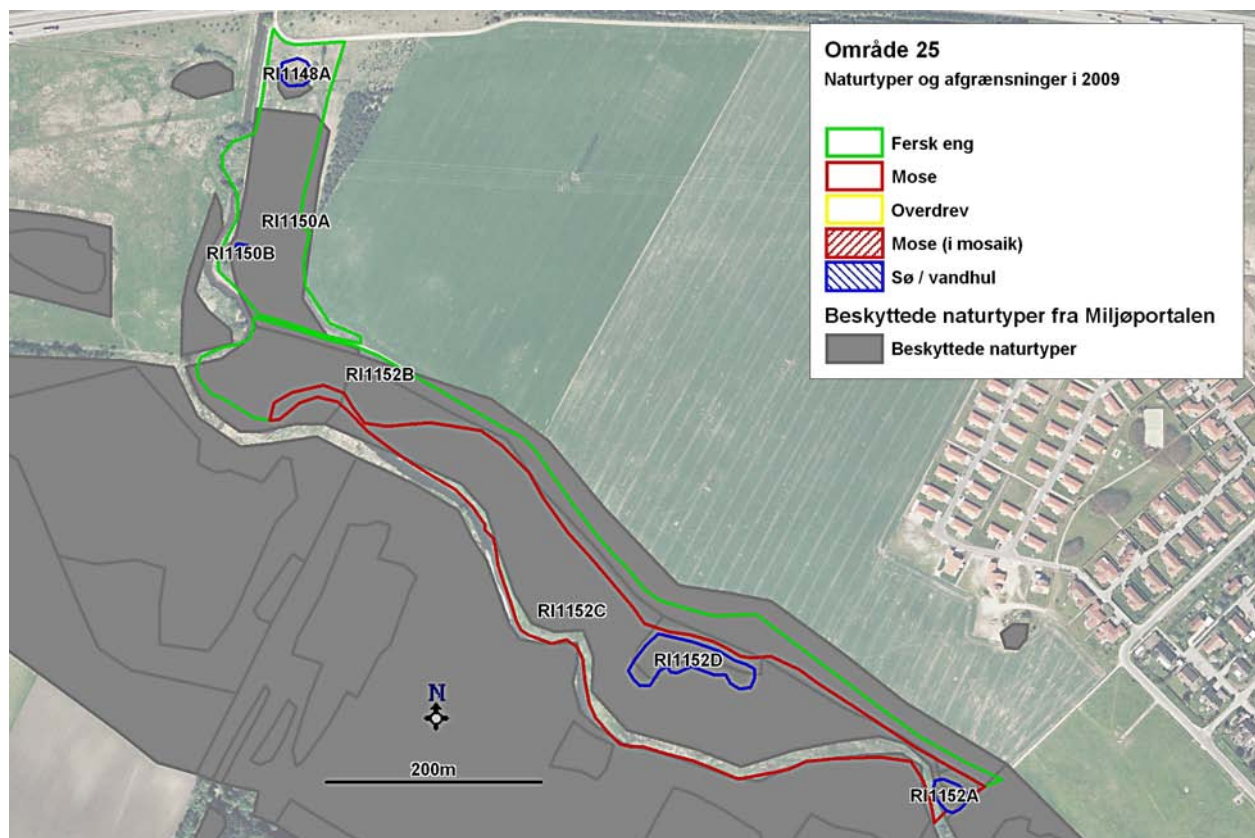 Område 25
Naturtyper og afgrænsninger i 2009
Fersk eng
Mose
Overdrev
Mose (i mosaik)
Sø / vandhul
Beskyttede naturtyper fra Miljøportalen
Beskyttede naturtyper
RI1148A
RI1150A
RI1150B
RI1152B
RI1152C
RI1152D
N
200m
RI1152A